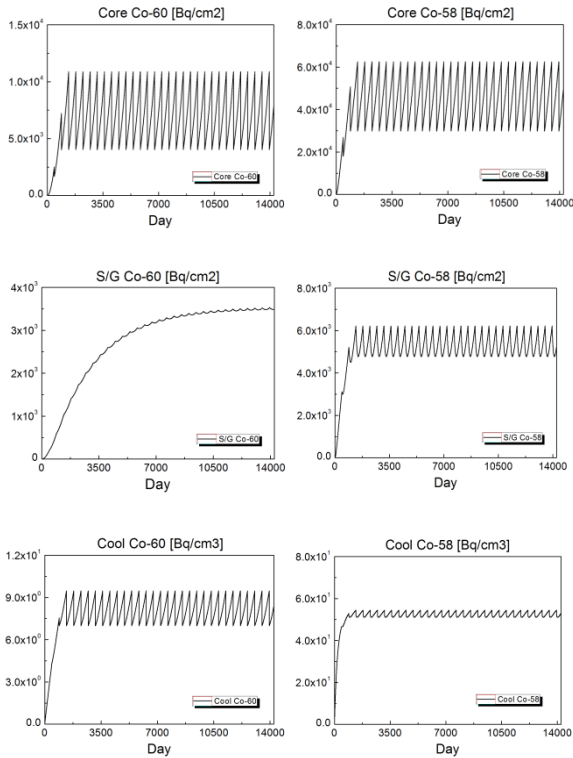 Core Co-60 [Bq/cm2]
1.5x10⁴
1.0x10⁴
5.0x10³
0.0
Core Co-60
0 3500 7000 10500 14000
Day
Core Co-58 [Bq/cm2]
8.0x10⁴
6.0x10⁴
4.0x10⁴
2.0x10⁴
0.0
Core Co-58
0 3500 7000 10500 14000
Day
S/G Co-60 [Bq/cm2]
4x10³
3x10³
2x10³
1x10³
0
S/G Co-60
0 3500 7000 10500 14000
Day
S/G Co-58 [Bq/cm2]
8.0x10³
6.0x10³
4.0x10³
2.0x10³
0.0
S/G Co-58
0 3500 7000 10500 14000
Day
Cool Co-60 [Bq/cm3]
1.2x10¹
9.0x10⁰
6.0x10⁰
3.0x10⁰
0.0
Cool Co-60
0 3500 7000 10500 14000
Day
Cool Co-58 [Bq/cm3]
8.0x10¹
6.0x10¹
4.0x10¹
2.0x10¹
0.0
Cool Co-58
0 3500 7000 10500 14000
Day